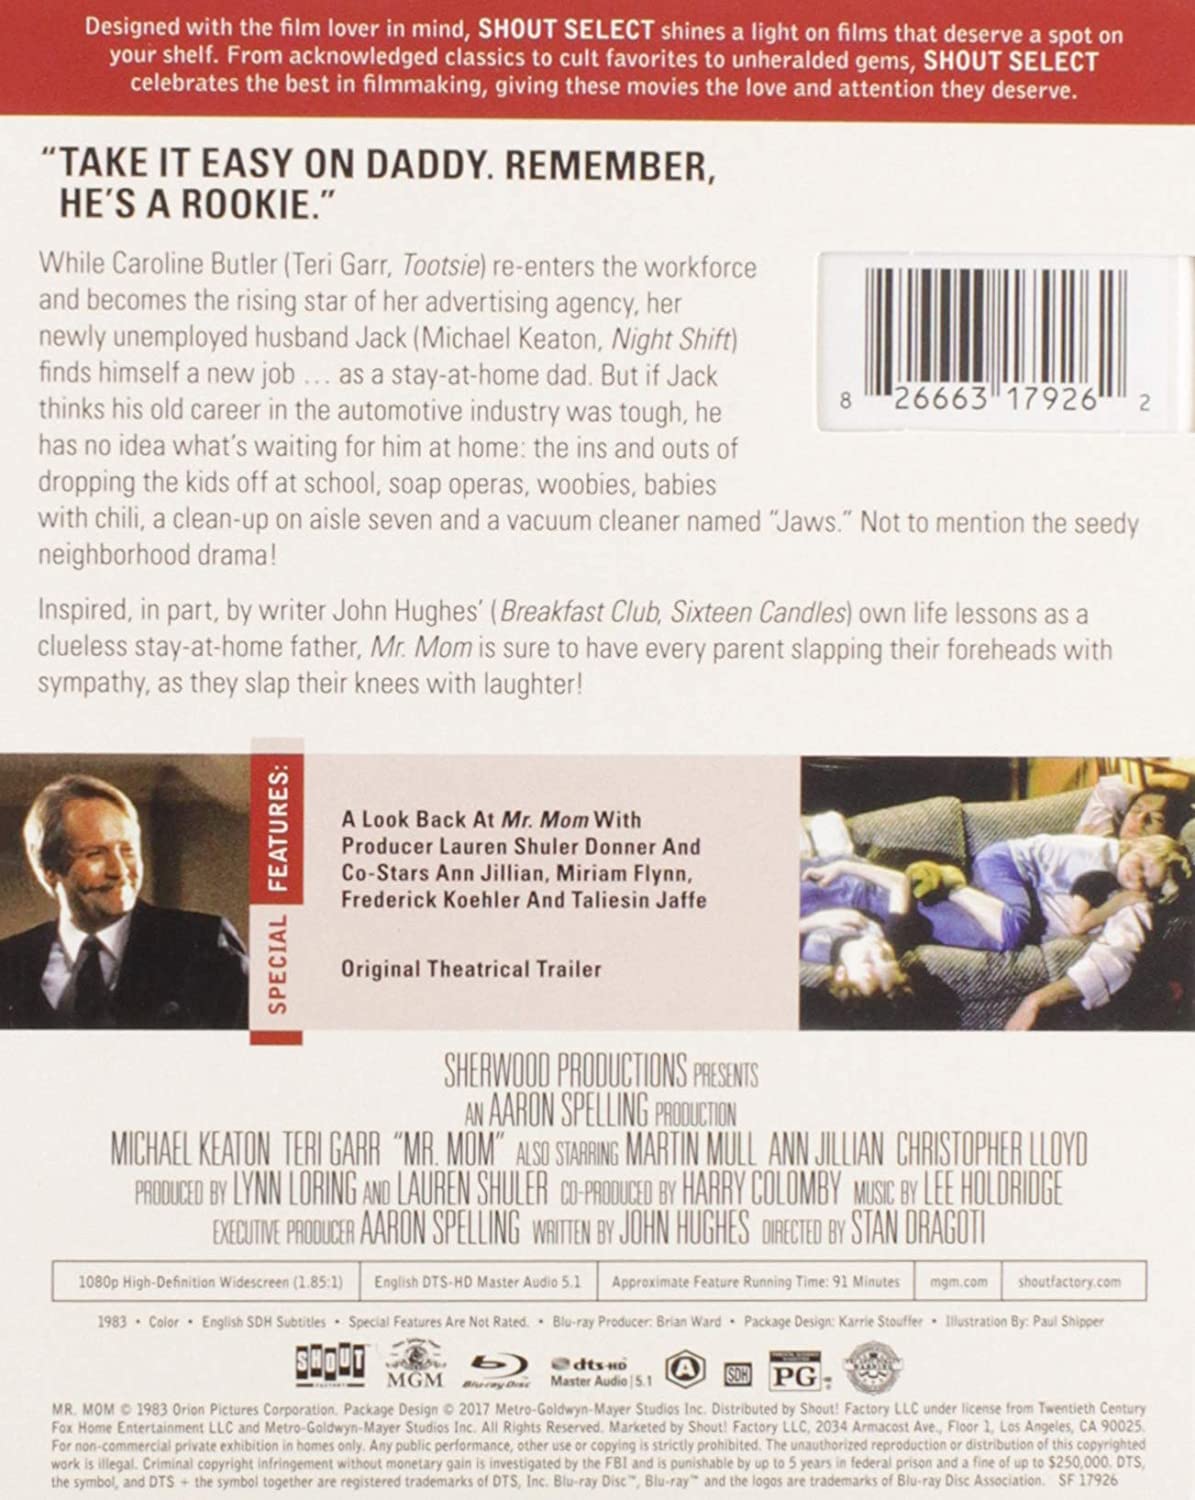 Designed with the film lover in mind, SHOUT SELECT shines a light on films that deserve a spot on
your shelf. From acknowledged classics to cult favorites to unheralded gems, SHOUT SELECT
celebrates the best in filmmaking, giving these movies the love and attention they deserve.
"TAKE IT EASY ON DADDY. REMEMBER,
HE'S A ROOKIE."
While Caroline Butler (Teri Garr, Tootsie) re-enters the workforce
and becomes the rising star of her advertising agency, her
newly unemployed husband Jack (Michael Keaton, Night Shift)
finds himself a new job ... as a stay-at-home dad. But if Jack
thinks his old career in the automotive industry was tough, he
has no idea what's waiting for him at home: the ins and outs of
dropping the kids off at school, soap operas, woobies, babies
with chili, a clean-up on aisle seven and a vacuum cleaner named "Jaws." Not to mention the seedy
neighborhood drama!
8 26663 17926 2
Inspired, in part, by writer John Hughes' (Breakfast Club, Sixteen Candles) own life lessons as a
clueless stay-at-home father, Mr. Mom is sure to have every parent slapping their foreheads with
sympathy, as they slap their knees with laughter!
SPECIAL FEATURES:
A Look Back At Mr. Mom With
Producer Lauren Shuler Donner And
Co-Stars Ann Jillian, Miriam Flynn,
Frederick Koehler And Taliesin Jaffe
Original Theatrical Trailer
SHERWOOD PRODUCTIONS PRESENTS
AN AARON SPELLING PRODUCTION
MICHAEL KEATON TERI GARR "MR. MOM" ALSO STARRING MARTIN MULL ANN JILLIAN CHRISTOPHER LLOYD
PRODUCED BY LYNN LORING AND LAUREN SHULER CO-PRODUCED BY HARRY COLOMBY MUSIC BY LEE HOLDRIDGE
EXECUTIVE PRODUCER AARON SPELLING WRITTEN BY JOHN HUGHES DIRECTED BY STAN DRAGOTI
1080p High-Definition Widescreen (1.85:1) English DTS-HD Master Audio 5.1 Approximate Feature Running Time: 91 Minutes mgm.com shoutfactory.com
1983 • Color • English SDH Subtitles • Special Features Are Not Rated. • Blu-ray Producer: Brian Ward • Package Design: Karrie Stouffer • Illustration By: Paul Shipper
SHOUT FACTORY MGM Blu-ray Disc dts-HD Master Audio | 5.1 A SDH PG
MR. MOM © 1983 Orion Pictures Corporation. Package Design © 2017 Metro-Goldwyn-Mayer Studios Inc. Distributed by Shout! Factory LLC under license from Twentieth Century
Fox Home Entertainment LLC and Metro-Goldwyn-Mayer Studios Inc. All Rights Reserved. Marketed by Shout! Factory LLC, 2034 Armacost Ave., Floor 1, Los Angeles, CA 90025.
For non-commercial private exhibition in homes only. Any public performance, other use or copying is strictly prohibited. The unauthorized reproduction or distribution of this copyrighted
work is illegal. Criminal copyright infringement without monetary gain is investigated by the FBI and is punishable by up to 5 years in federal prison and a fine of up to $250,000. DTS,
the symbol, and DTS + the symbol together are registered trademarks of DTS, Inc. Blu-ray Disc™, Blu-ray™ and the logos are trademarks of Blu-ray Disc Association. SF 17926